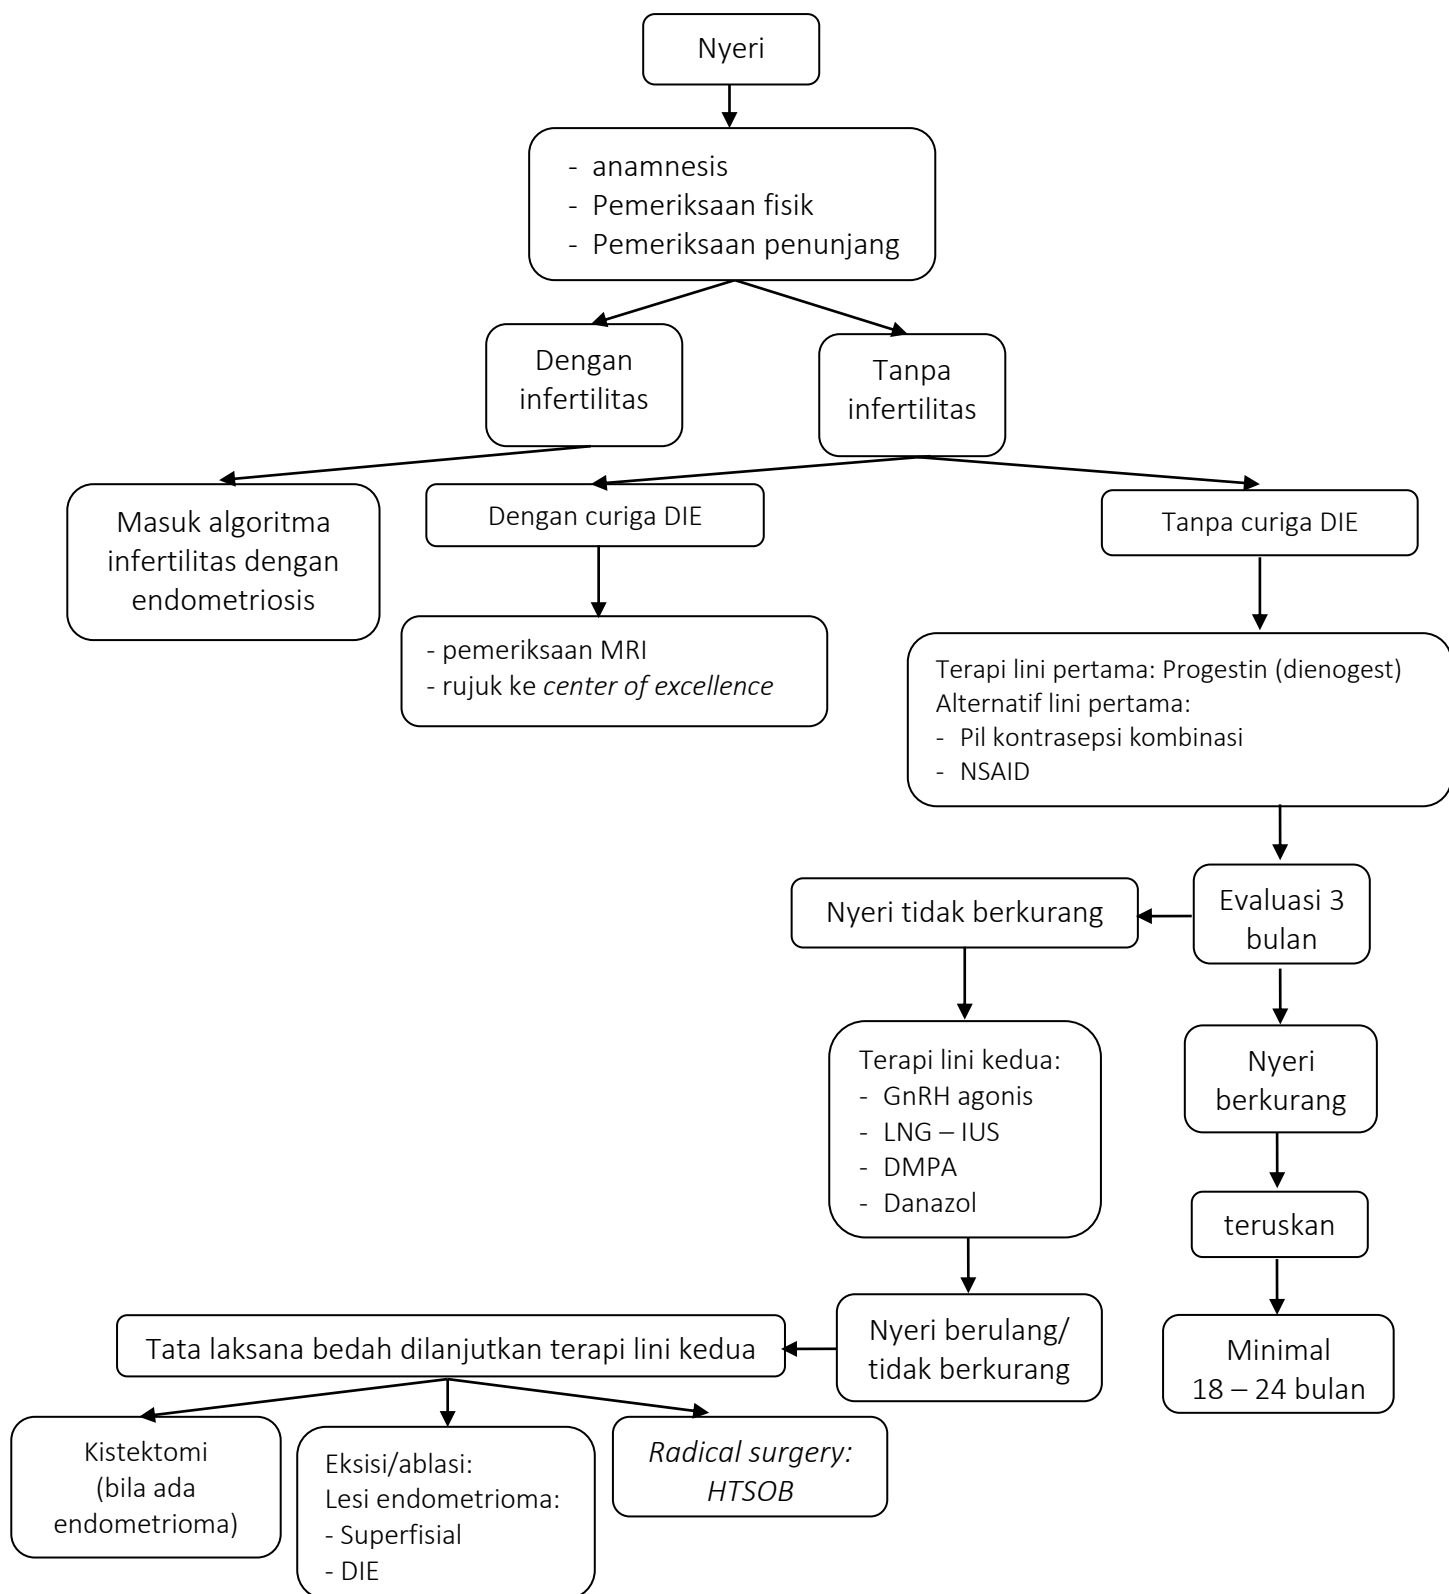 Nyeri
- anamnesis
- Pemeriksaan fisik
- Pemeriksaan penunjang
Dengan
infertilitas
Tanpa
infertilitas
Masuk algoritma
infertilitas dengan
endometriosis
Dengan curiga DIE
Tanpa curiga DIE
- pemeriksaan MRI
- rujuk ke center of excellence
Terapi lini pertama: Progestin (dienogest)
Alternatif lini pertama:
- Pil kontrasepsi kombinasi
- NSAID
Evaluasi 3
bulan
Nyeri tidak berkurang
Terapi lini kedua:
- GnRH agonis
- LNG – IUS
- DMPA
- Danazol
Nyeri
berkurang
teruskan
Minimal
18 – 24 bulan
Nyeri berulang/
tidak berkurang
Tata laksana bedah dilanjutkan terapi lini kedua
Kistektomi
(bila ada
endometrioma)
Eksisi/ablasi:
Lesi endometrioma:
- Superfisial
- DIE
Radical surgery:
HTSOB